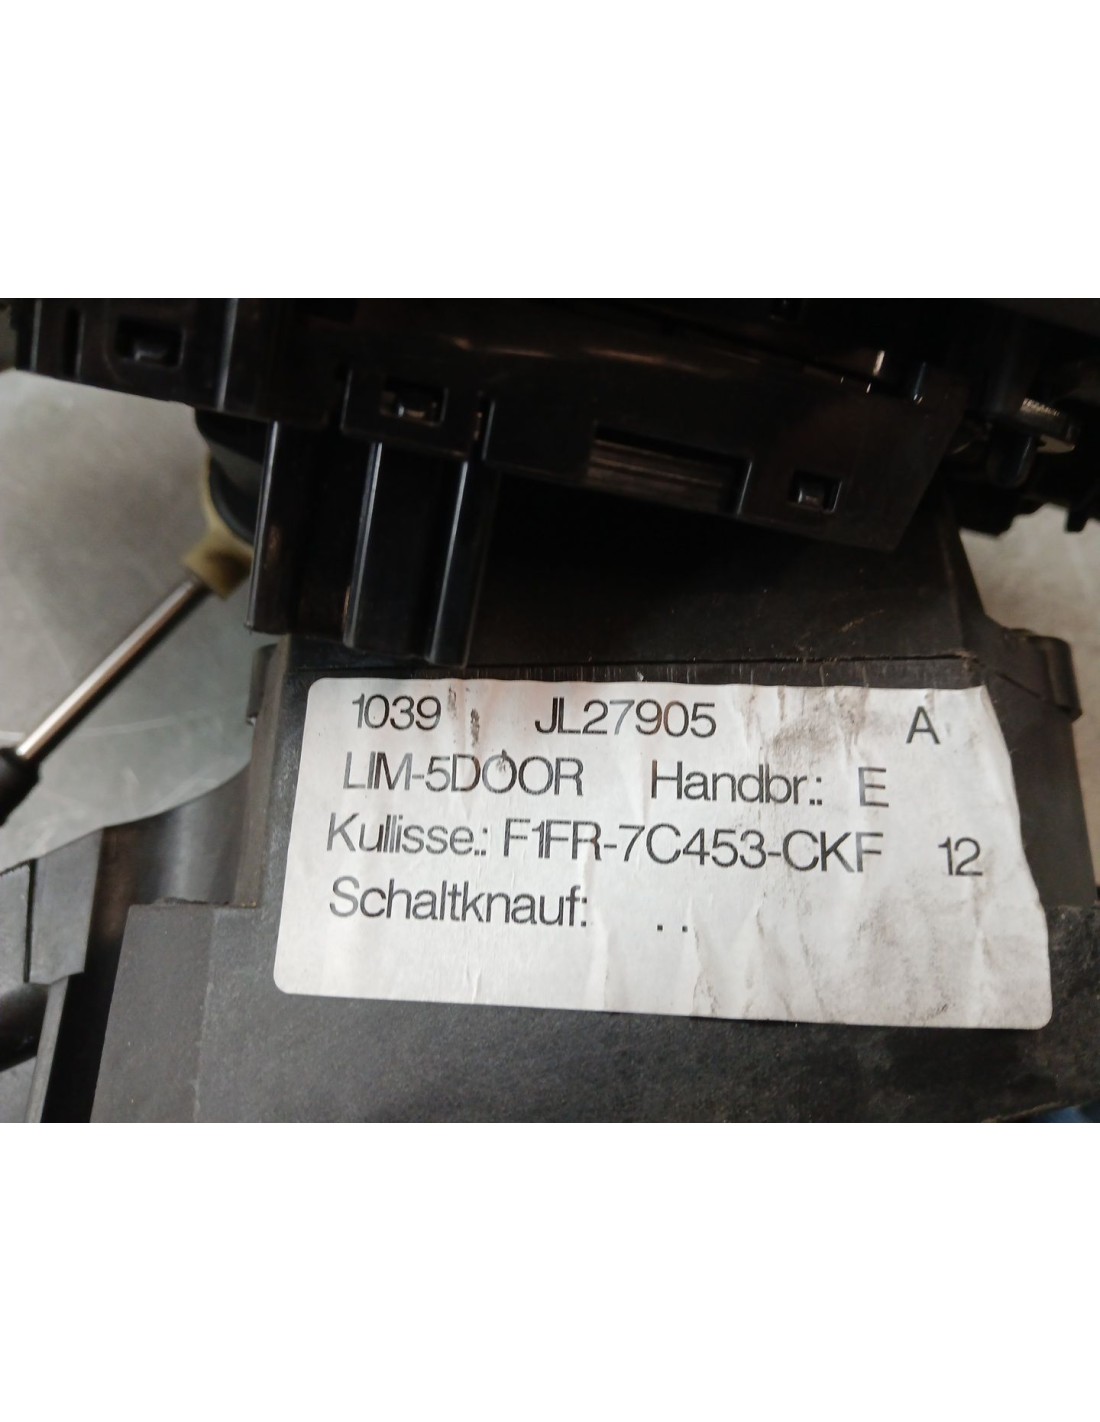 1039 JL27905 A
LIM-5DOOR Handbr.: E
Kullisse.: F1FR-7C453-CKF 12
Schaltknauf: . .